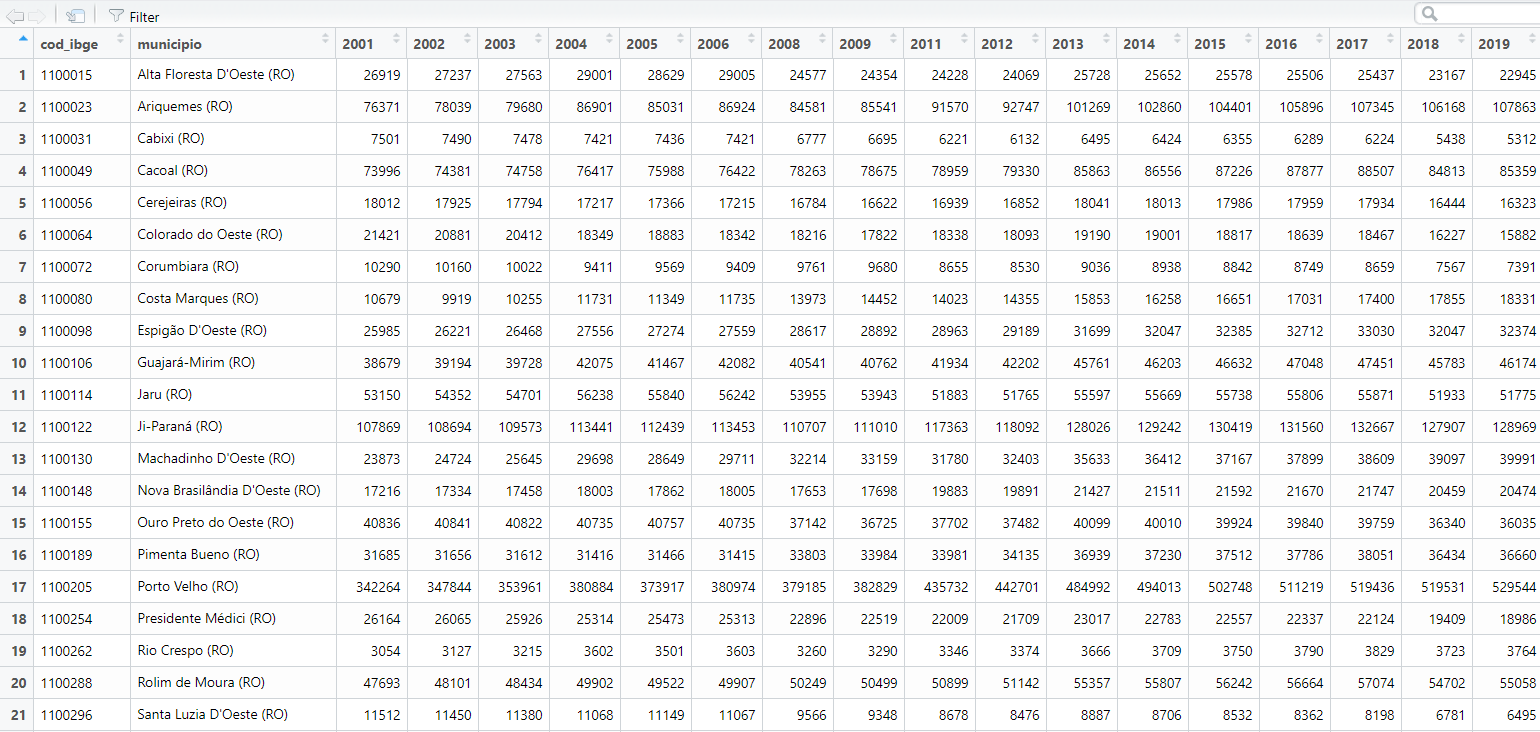 Filter
cod_ibge municipio 2001 2002 2003 2004 2005 2006 2008 2009 2011 2012 2013 2014 2015 2016 2017 2018 2019
1 1100015 Alta Floresta D'Oeste (RO) 26919 27237 27563 29001 28629 29005 24577 24354 24228 24069 25728 25652 25578 25506 25437 23167 22945
2 1100023 Ariquemes (RO) 76371 78039 79680 86901 85031 86924 84581 85541 91570 92747 101269 102860 104401 105896 107345 106168 107863
3 1100031 Cabixi (RO) 7501 7490 7478 7421 7436 7421 6777 6695 6221 6132 6495 6424 6355 6289 6224 5438 5312
4 1100049 Cacoal (RO) 73996 74381 74758 76417 75988 76422 78263 78675 78959 79330 85863 86556 87226 87877 88507 84813 85359
5 1100056 Cerejeiras (RO) 18012 17925 17794 17217 17366 17215 16784 16622 16939 16852 18041 18013 17986 17959 17934 16444 16323
6 1100064 Colorado do Oeste (RO) 21421 20881 20412 18349 18883 18342 18216 17822 18338 18093 19190 19001 18817 18639 18467 16227 15882
7 1100072 Corumbiara (RO) 10290 10160 10022 9411 9569 9409 9761 9680 8655 8530 9036 8938 8842 8749 8659 7567 7391
8 1100080 Costa Marques (RO) 10679 9919 10255 11731 11349 11735 13973 14452 14023 14355 15853 16258 16651 17031 17400 17855 18331
9 1100098 Espigão D'Oeste (RO) 25985 26221 26468 27556 27274 27559 28617 28892 28963 29189 31699 32047 32385 32712 33030 32047 32374
10 1100106 Guajará-Mirim (RO) 38679 39194 39728 42075 41467 42082 40541 40762 41934 42202 45761 46203 46632 47048 47451 45783 46174
11 1100114 Jaru (RO) 53150 54352 54701 56238 55840 56242 53955 53943 51883 51765 55597 55669 55738 55806 55871 51933 51775
12 1100122 Ji-Paraná (RO) 107869 108694 109573 113441 112439 113453 110707 111010 117363 118092 128026 129242 130419 131560 132667 127907 128969
13 1100130 Machadinho D'Oeste (RO) 23873 24724 25645 29698 28649 29711 32214 33159 31780 32403 35633 36412 37167 37899 38609 39097 39991
14 1100148 Nova Brasilândia D'Oeste (RO) 17216 17334 17458 18003 17862 18005 17653 17698 19883 19891 21427 21511 21592 21670 21747 20459 20474
15 1100155 Ouro Preto do Oeste (RO) 40836 40841 40822 40735 40757 40735 37142 36725 37702 37482 40099 40010 39924 39840 39759 36340 36035
16 1100189 Pimenta Bueno (RO) 31685 31656 31612 31416 31466 31415 33803 33984 33981 34135 36939 37230 37512 37786 38051 36434 36660
17 1100205 Porto Velho (RO) 342264 347844 353961 380884 373917 380974 379185 382829 435732 442701 484992 494013 502748 511219 519436 519531 529544
18 1100254 Presidente Médici (RO) 26164 26065 25926 25314 25473 25313 22896 22519 22009 21709 23017 22783 22557 22337 22124 19409 18986
19 1100262 Rio Crespo (RO) 3054 3127 3215 3602 3501 3603 3260 3290 3346 3374 3666 3709 3750 3790 3829 3723 3764
20 1100288 Rolim de Moura (RO) 47693 48101 48434 49902 49522 49907 50249 50499 50899 51142 55357 55807 56242 56664 57074 54702 55058
21 1100296 Santa Luzia D'Oeste (RO) 11512 11450 11380 11068 11149 11067 9566 9348 8678 8476 8887 8706 8532 8362 8198 6781 6495